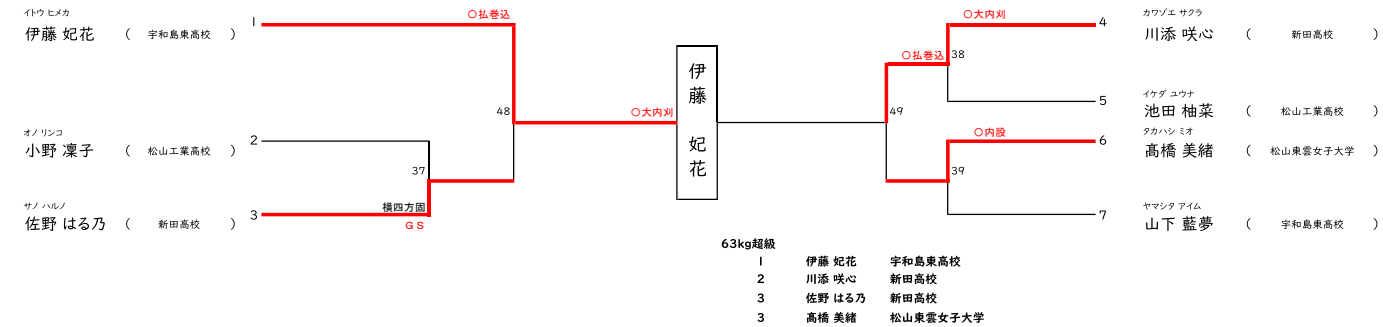 イトウ ヒメカ
1 伊藤 妃花 ( 宇和島東高校 )
〇払巻込
オノ リンコ
2 小野 凜子 ( 松山工業高校 )
37
サノ ハルノ
3 佐野 はる乃 ( 新田高校 )
横四方固
GS
48
〇大内刈
伊藤 妃花
〇大内刈
カワゾエ サクラ
4 川添 咲心 ( 新田高校 )
〇払巻込
38
イケダ ユウナ
5 池田 柚菜 ( 松山工業高校 )
49
タカハシ ミオ
〇内股
6 髙橋 美緒 ( 松山東雲女子大学 )
39
ヤマシタ アイム
7 山下 藍夢 ( 宇和島東高校 )
63kg超級
1 伊藤 妃花 宇和島東高校
2 川添 咲心 新田高校
3 佐野 はる乃 新田高校
3 髙橋 美緒 松山東雲女子大学